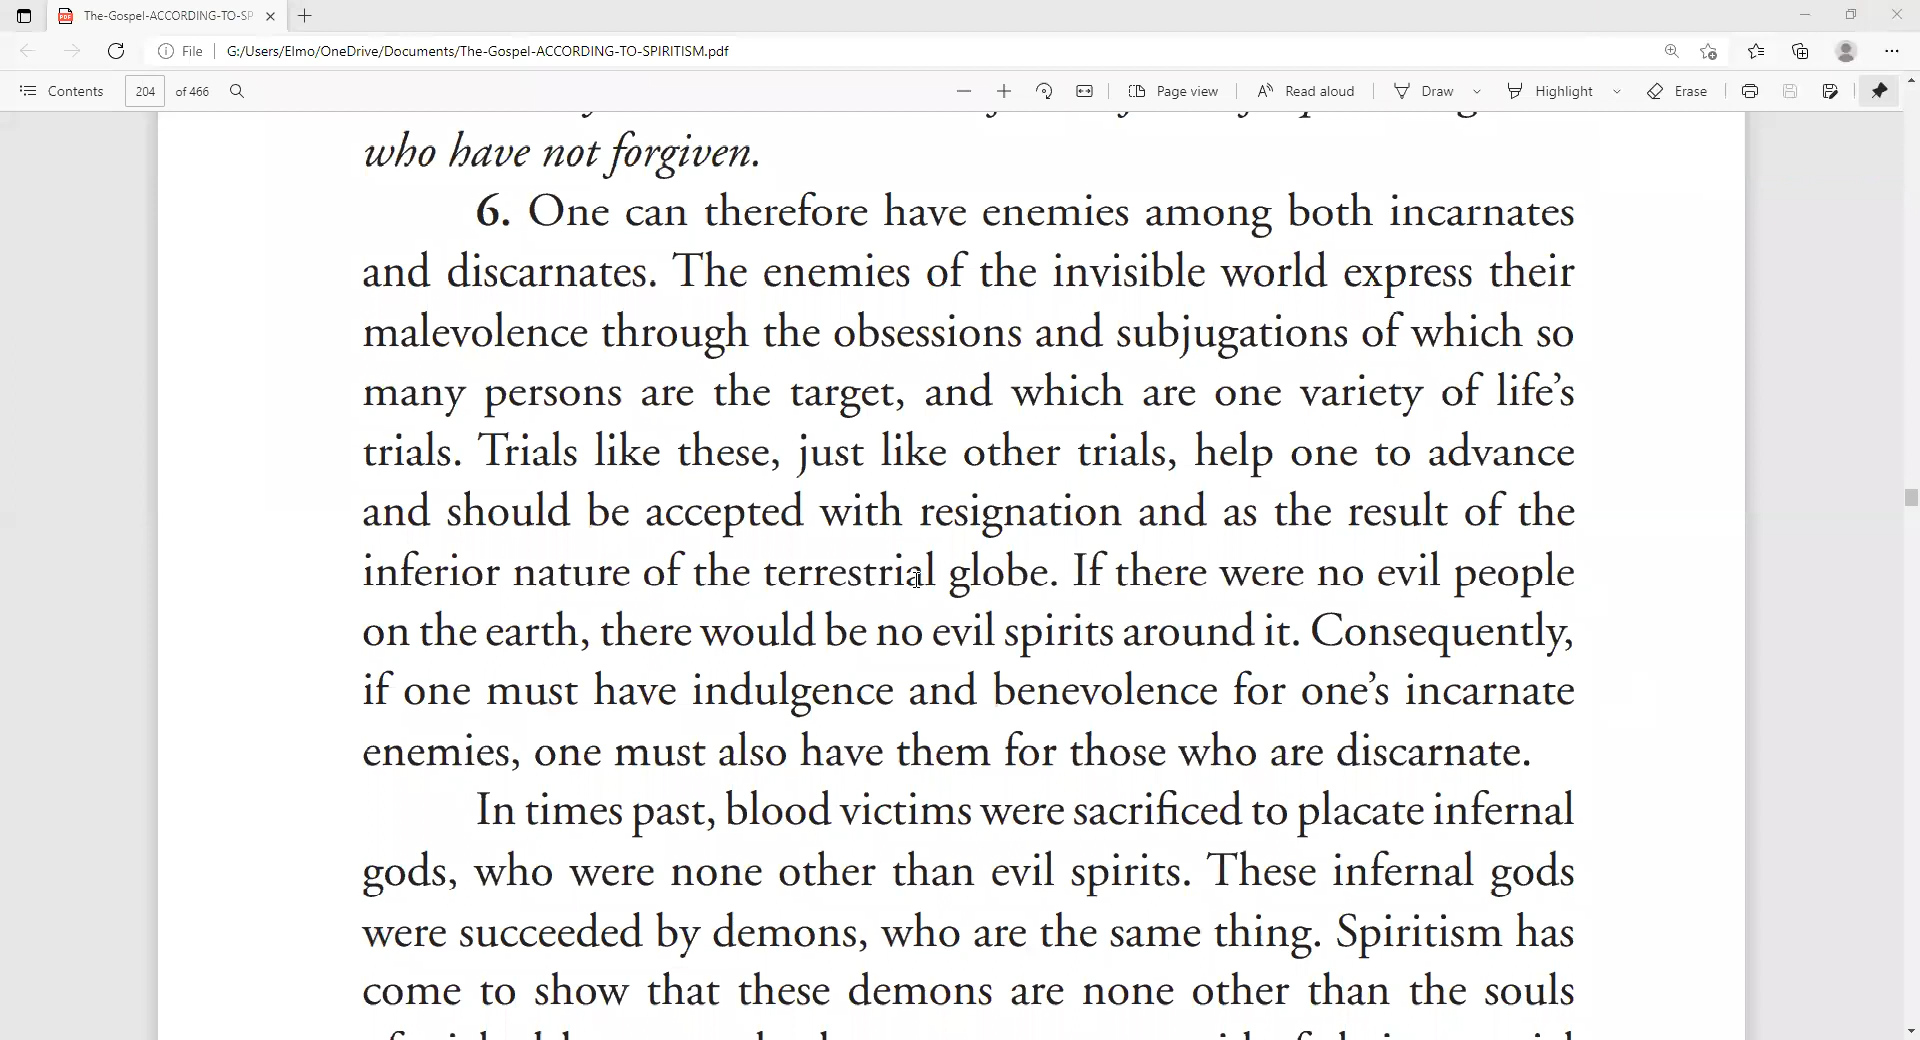 The-Gospel-ACCORDING-TO-SP
File G:/Users/Elmo/OneDrive/Documents/The-Gospel-ACCORDING-TO-SPIRITISM.pdf
Contents 204 of 466 Page view Read aloud Draw Highlight Erase
who have not forgiven.
6. One can therefore have enemies among both incarnates
and discarnates. The enemies of the invisible world express their
malevolence through the obsessions and subjugations of which so
many persons are the target, and which are one variety of life’s
trials. Trials like these, just like other trials, help one to advance
and should be accepted with resignation and as the result of the
inferior nature of the terrestrial globe. If there were no evil people
on the earth, there would be no evil spirits around it. Consequently,
if one must have indulgence and benevolence for one’s incarnate
enemies, one must also have them for those who are discarnate.
In times past, blood victims were sacrificed to placate infernal
gods, who were none other than evil spirits. These infernal gods
were succeeded by demons, who are the same thing. Spiritism has
come to show that these demons are none other than the souls